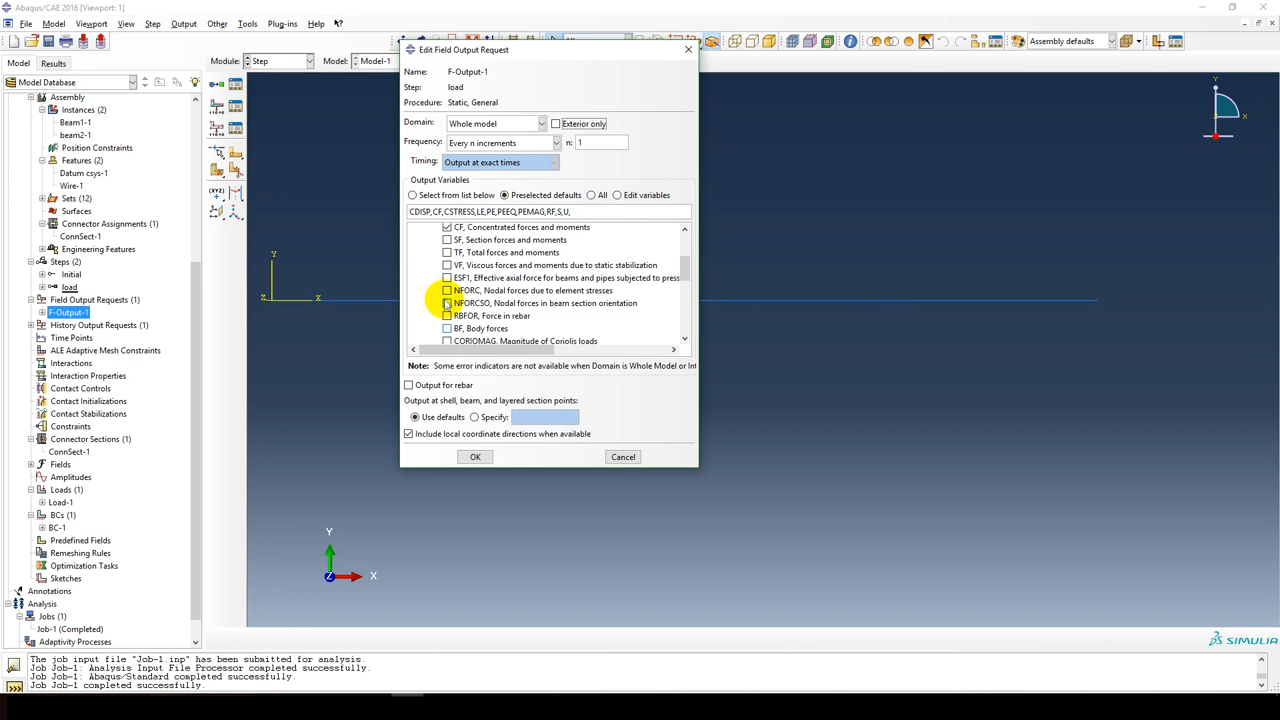 Abaqus/CAE 2016 [Viewport: 1]
File Model Viewport View Step Output Other Tools Plug-ins Help
Assembly defaults
Model Results
Module: Step Model: Model-1
Model Database
Edit Field Output Request
Name: F-Output-1
Step: load
Procedure: Static, General
Domain: Whole model Exterior only
Frequency: Every n increments n: 1
Timing: Output at exact times
Output Variables
Select from list below Preselected defaults All Edit variables
CDISP,CF,CSTRESS,LE,PE,PEEQ,PEMAG,RF,S,U,
CF, Concentrated forces and moments
SF, Section forces and moments
TF, Total forces and moments
VF, Viscous forces and moments due to static stabilization
ESF1, Effective axial force for beams and pipes subjected to press
NFORC, Nodal forces due to element stresses
NFORCSO, Nodal forces in beam section orientation
RBFOR, Force in rebar
BF, Body forces
CORIOMAG, Magnitude of Coriolis loads
Note: Some error indicators are not available when Domain is Whole Model or Int
Output for rebar
Output at shell, beam, and layered section points:
Use defaults Specify:
Include local coordinate directions when available
OK Cancel
Assembly
Instances (2)
Beam1-1
beam2-1
Position Constraints
Features (2)
Datum csys-1
Wire-1
Sets (12)
Surfaces
Connector Assignments (1)
ConnSect-1
Engineering Features
Steps (2)
Initial
load
Field Output Requests (1)
F-Output-1
History Output Requests (1)
Time Points
ALE Adaptive Mesh Constraints
Interactions
Interaction Properties
Contact Controls
Contact Initializations
Contact Stabilizations
Constraints
Connector Sections (1)
ConnSect-1
Fields
Amplitudes
Loads (1)
Load-1
BCs (1)
BC-1
Predefined Fields
Remeshing Rules
Optimization Tasks
Sketches
Annotations
Analysis
Jobs (1)
Job-1 (Completed)
Adaptivity Processes
Y
X
Z
Y
X
Y
X
Z
SIMULIA
The job input file "Job-1.inp" has been submitted for analysis.
Job Job-1: Analysis Input File Processor completed successfully.
Job Job-1: Abaqus/Standard completed successfully.
Job Job-1 completed successfully.